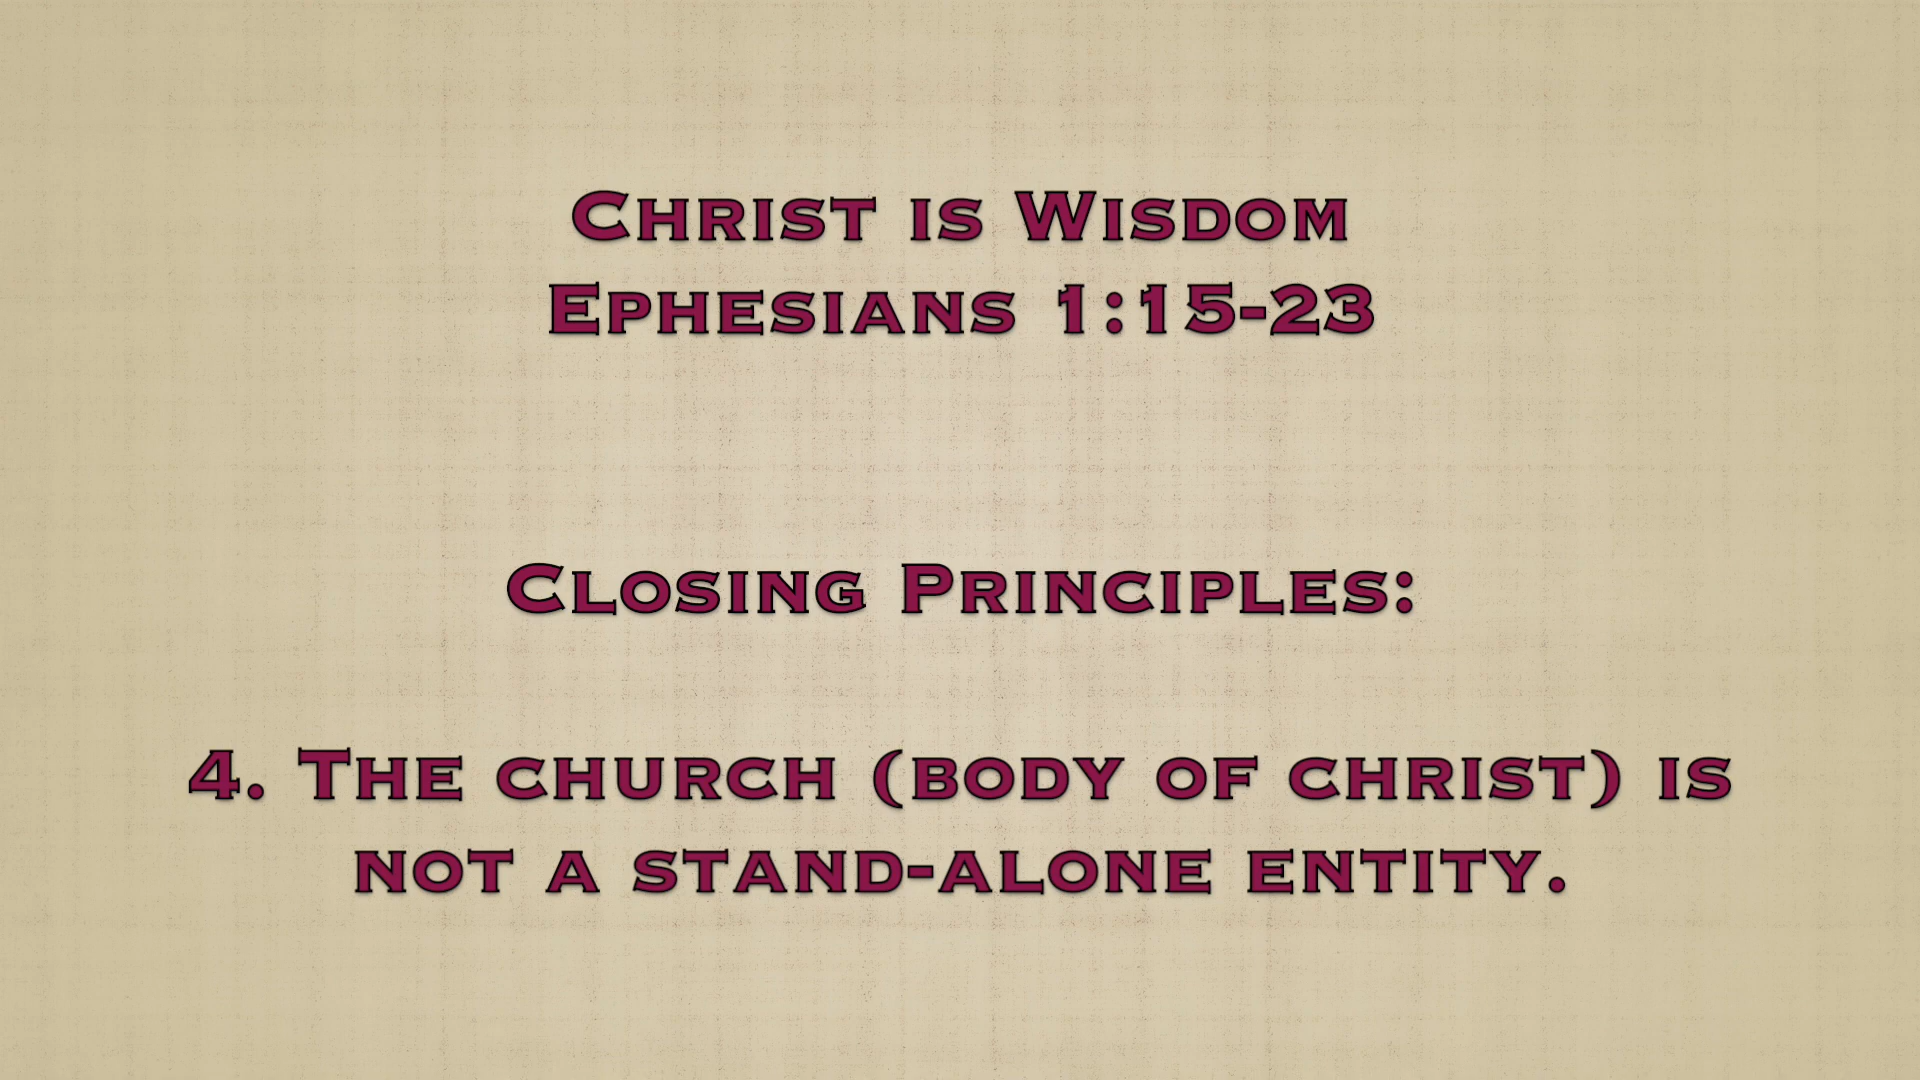 Christ is Wisdom
Ephesians 1:15-23
Closing Principles:
4. The church (body of christ) is
not a stand-alone entity.